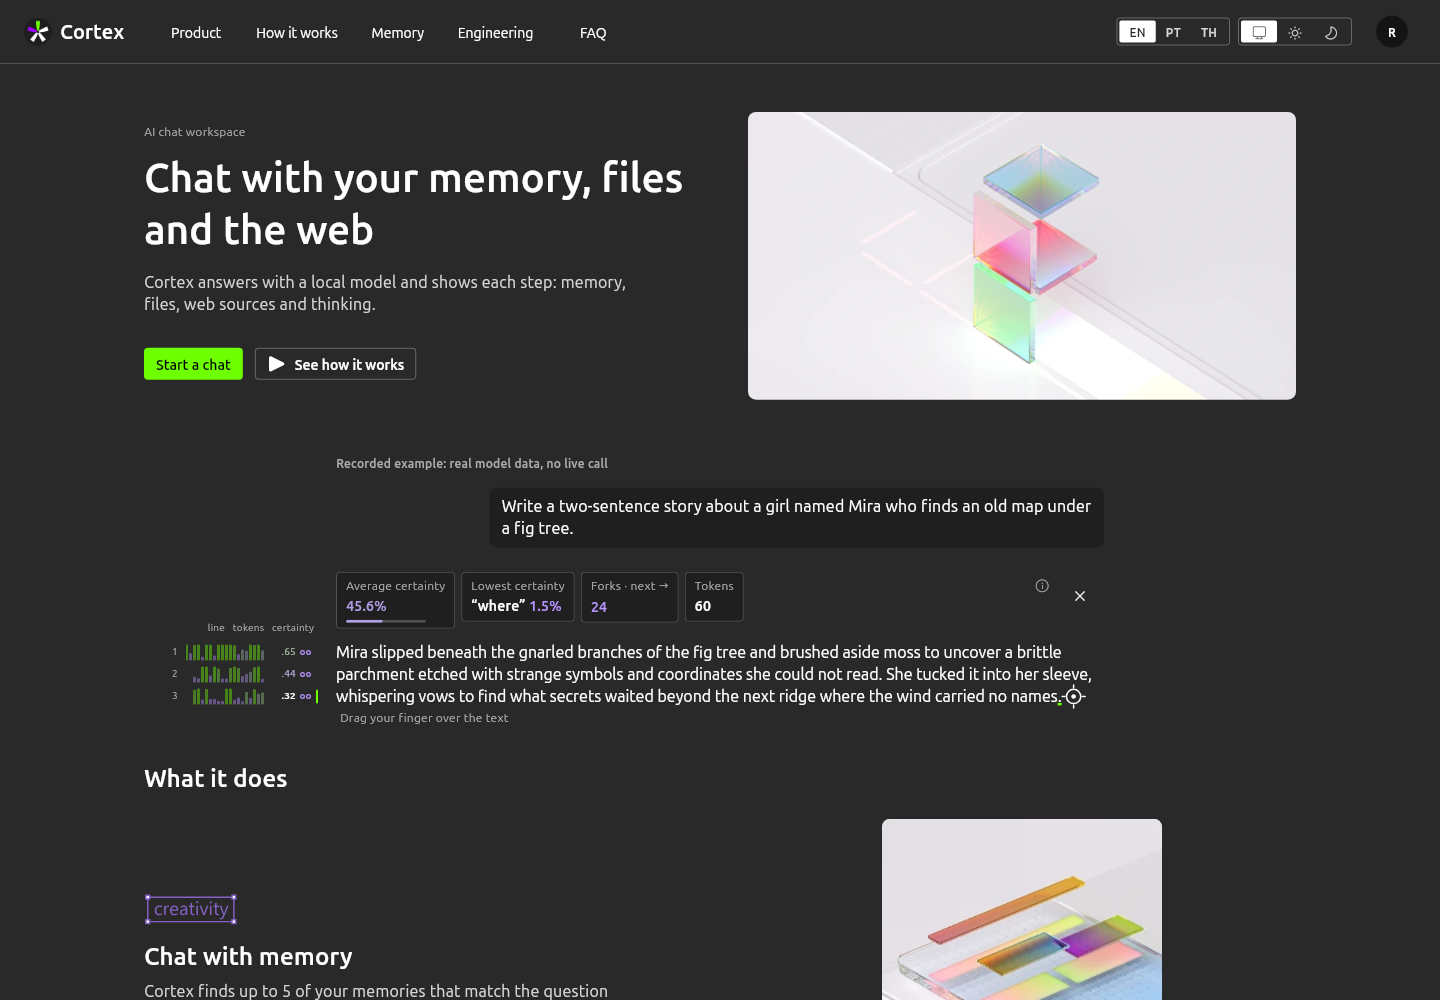 Cortex
Product
How it works
Memory
Engineering
FAQ
EN
PT
TH
R
AI chat workspace
Chat with your memory, files
and the web
Cortex answers with a local model and shows each step: memory,
files, web sources and thinking.
Start a chat
See how it works
Recorded example: real model data, no live call
Write a two-sentence story about a girl named Mira who finds an old map under
a fig tree.
Average certainty
45.6%
Lowest certainty
“where” 1.5%
Forks · next →
24
Tokens
60
line tokens certainty
1 .65
2 .44
3 .32
Mira slipped beneath the gnarled branches of the fig tree and brushed aside moss to uncover a brittle
parchment etched with strange symbols and coordinates she could not read. She tucked it into her sleeve,
whispering vows to find what secrets waited beyond the next ridge where the wind carried no names.
Drag your finger over the text
What it does
creativity
Chat with memory
Cortex finds up to 5 of your memories that match the question